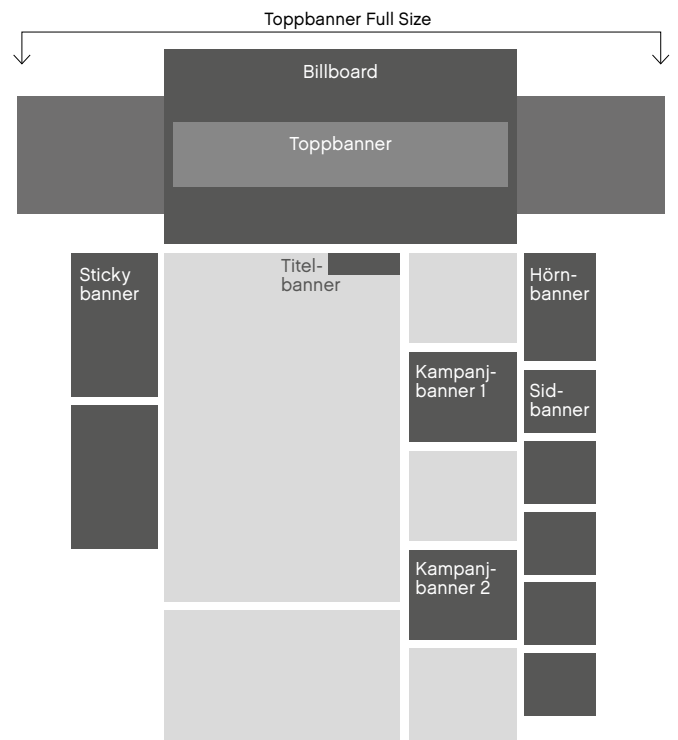 Toppbanner Full Size
Billboard
Toppbanner
Sticky
banner
Titel-
banner
Hörn-
banner
Kampanj-
banner 1
Sid-
banner
Kampanj-
banner 2